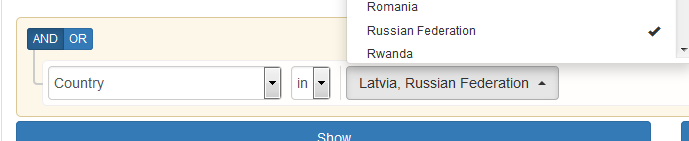 Romania
Russian Federation
Rwanda
AND OR
Country in Latvia, Russian Federation
Show